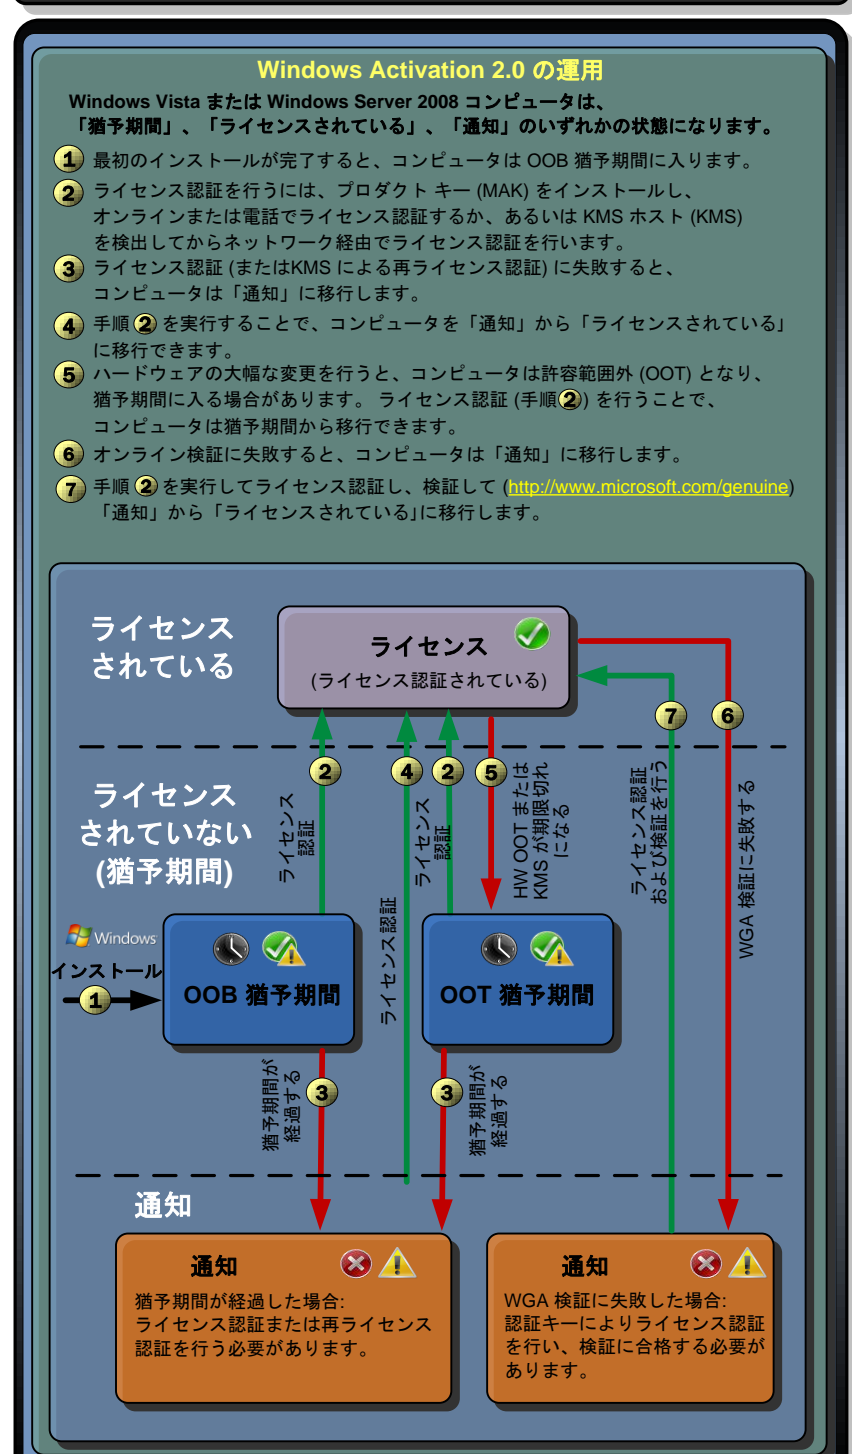 Windows Activation 2.0 の運用
Windows Vista または Windows Server 2008 コンピュータは、
「猶予期間」、「ライセンスされている」、「通知」のいずれかの状態になります。
1 最初のインストールが完了すると、コンピュータは OOB 猶予期間に入ります。
2 ライセンス認証を行うには、プロダクト キー (MAK) をインストールし、
オンラインまたは電話でライセンス認証するか、あるいは KMS ホスト (KMS)
を検出してからネットワーク経由でライセンス認証を行います。
3 ライセンス認証 (またはKMS による再ライセンス認証) に失敗すると、
コンピュータは「通知」に移行します。
4 手順 2 を実行することで、コンピュータを「通知」から「ライセンスされている」
に移行できます。
5 ハードウェアの大幅な変更を行うと、コンピュータは許容範囲外 (OOT) となり、
猶予期間に入る場合があります。 ライセンス認証 (手順2) を行うことで、
コンピュータは猶予期間から移行できます。
6 オンライン検証に失敗すると、コンピュータは「通知」に移行します。
7 手順 2 を実行してライセンス認証し、検証して (http://www.microsoft.com/genuine)
「通知」から「ライセンスされている」に移行します。
ライセンス
されている
ライセンス
(ライセンス認証されている)
7
6
2
4
2
5
ライセンス
されていない
(猶予期間)
ライセンス
認証
ライセンス認証
ライセンス
認証
HW OOT または
KMS が期限切れ
になる
ライセンス認証
および検証を行う
WGA 検証に失敗する
Windows
インストール
1
OOB 猶予期間
OOT 猶予期間
猶予期間が
経過する
3
3
猶予期間が
経過する
通知
通知
猶予期間が経過した場合:
ライセンス認証または再ライセンス
認証を行う必要があります。
通知
WGA 検証に失敗した場合:
認証キーによりライセンス認証
を行い、検証に合格する必要が
あります。